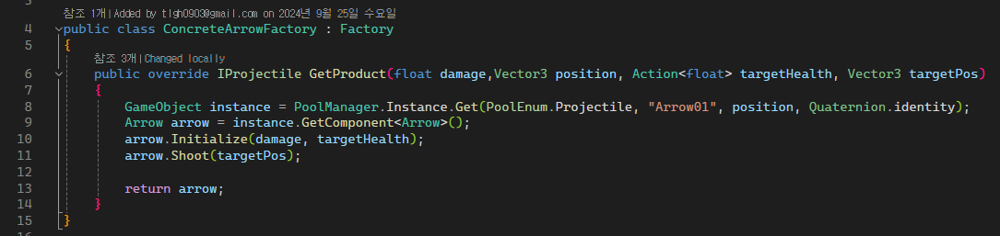 참조 1개 | Added by tlgh0903@gmail.com on 2024년 9월 25일 수요일
4 public class ConcreteArrowFactory : Factory
5 {
참조 3개 | Changed locally
6 public override IProjectile GetProduct(float damage,Vector3 position, Action<float> targetHealth, Vector3 targetPos)
7 {
8 GameObject instance = PoolManager.Instance.Get(PoolEnum.Projectile, "Arrow01", position, Quaternion.identity);
9 Arrow arrow = instance.GetComponent<Arrow>();
10 arrow.Initialize(damage, targetHealth);
11 arrow.Shoot(targetPos);
12
13 return arrow;
14 }
15 }